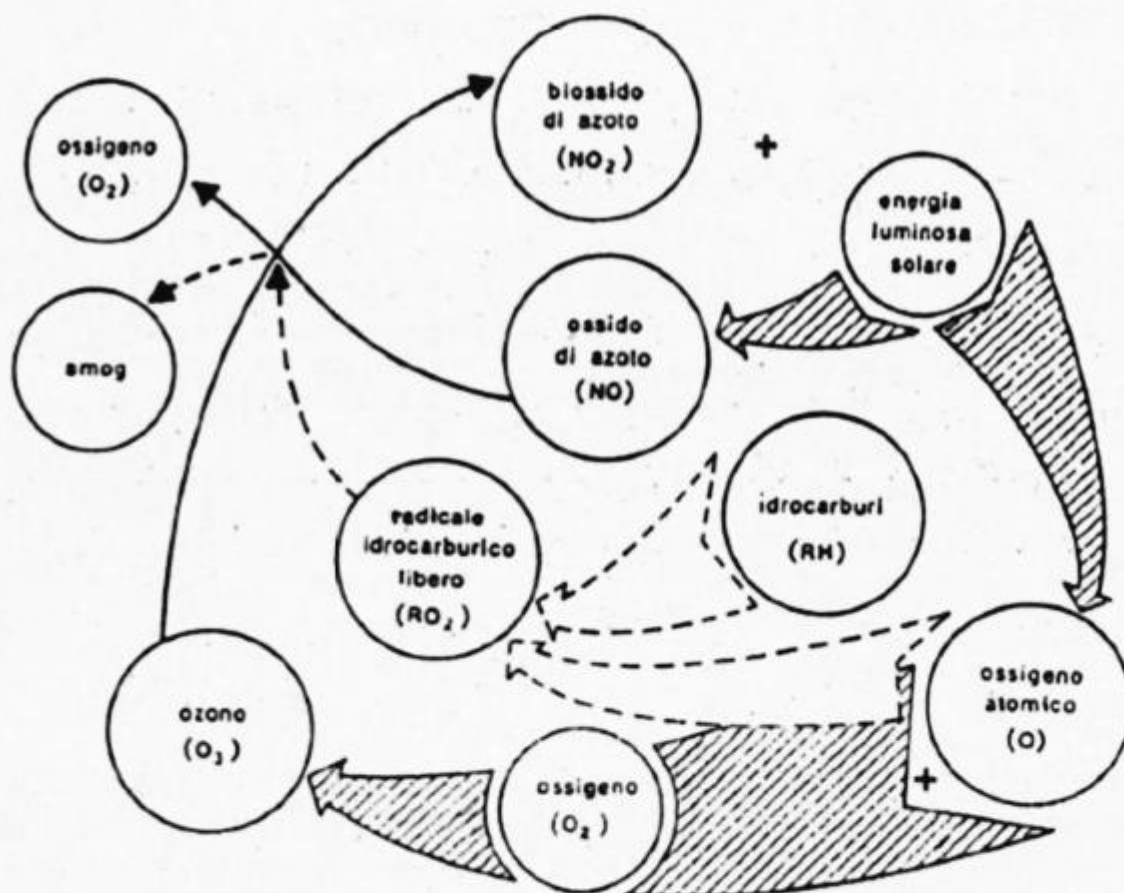 biossido
di azoto
(NO₂)
+
ossigeno
(O₂)
energia
luminosa
solare
ossido
di azoto
(NO)
smog
idrocarburi
(RH)
radicale
idrocarburico
libero
(RO₂)
ossigeno
atomico
(O)
ozono
(O₃)
+
ossigeno
(O₂)